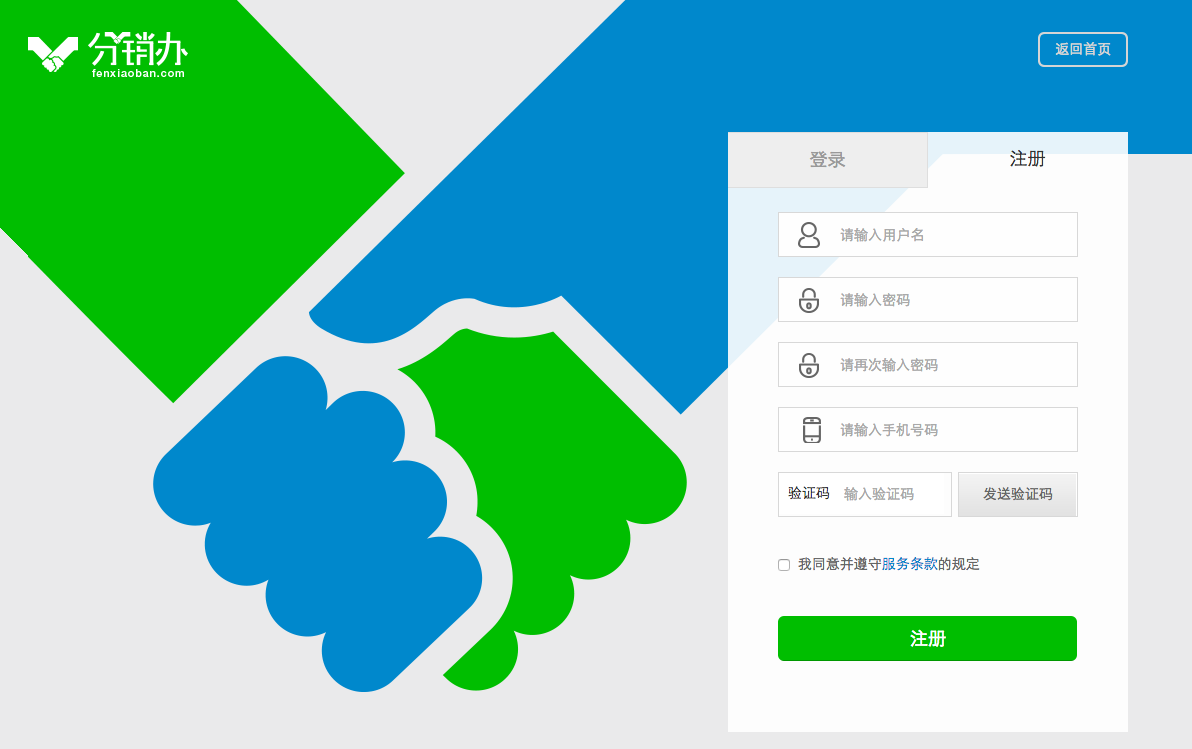 分销办
fenxiaoban.com
返回首页
登录
注册
请输入用户名
请输入密码
请再次输入密码
请输入手机号码
验证码 输入验证码 发送验证码
我同意并遵守服务条款的规定
注册